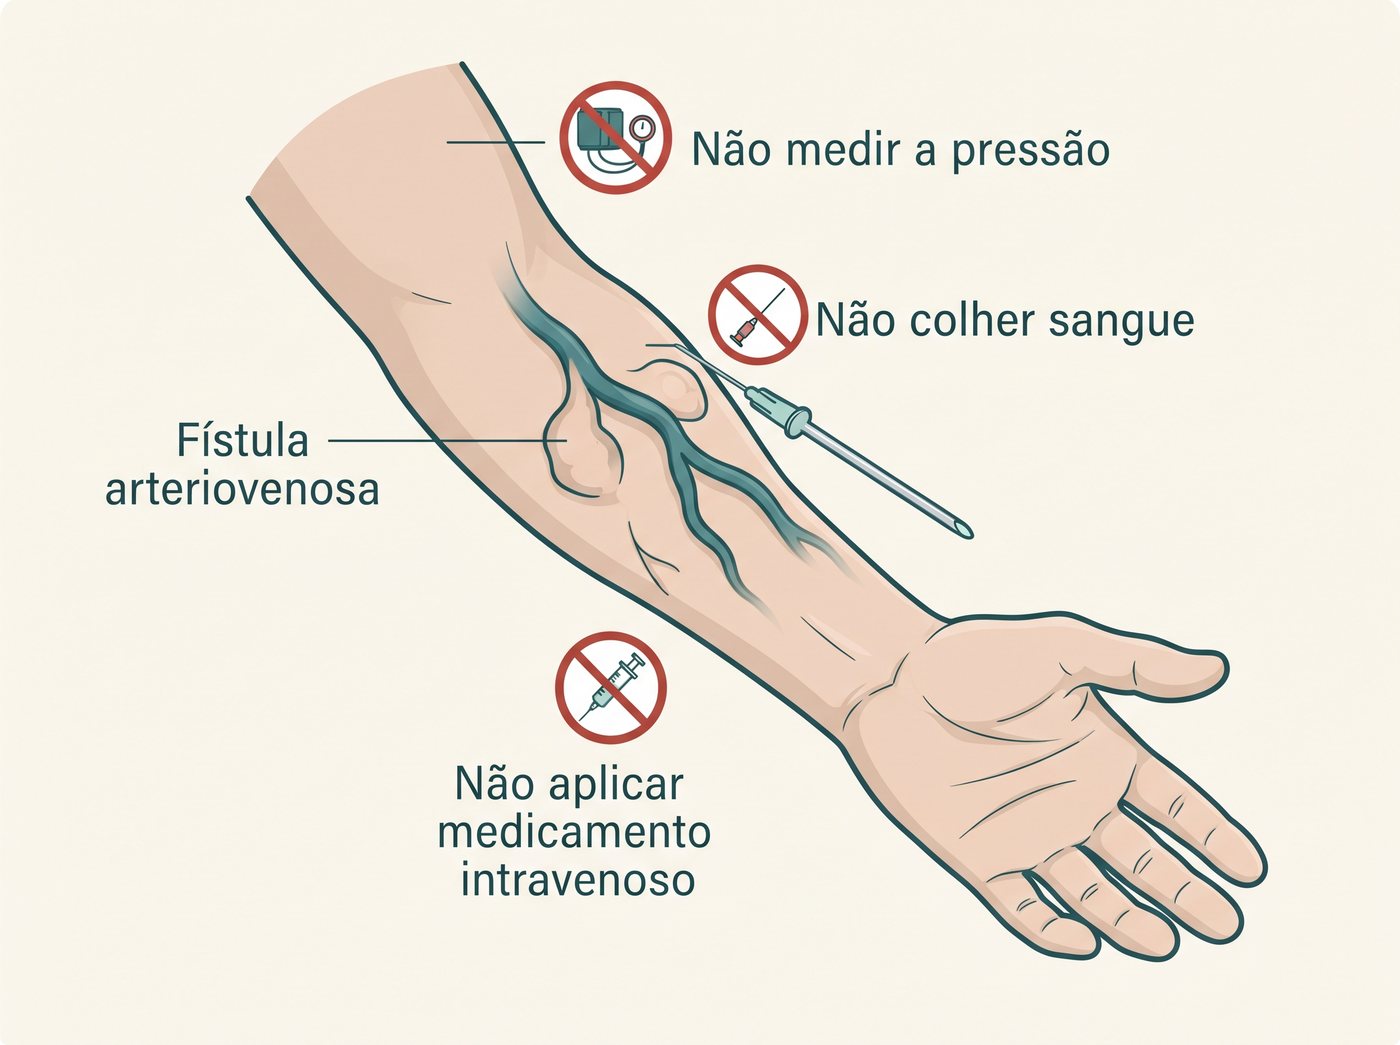 Não medir a pressão
Não colher sangue
Fístula
arteriovenosa
Não aplicar
medicamento
intravenoso